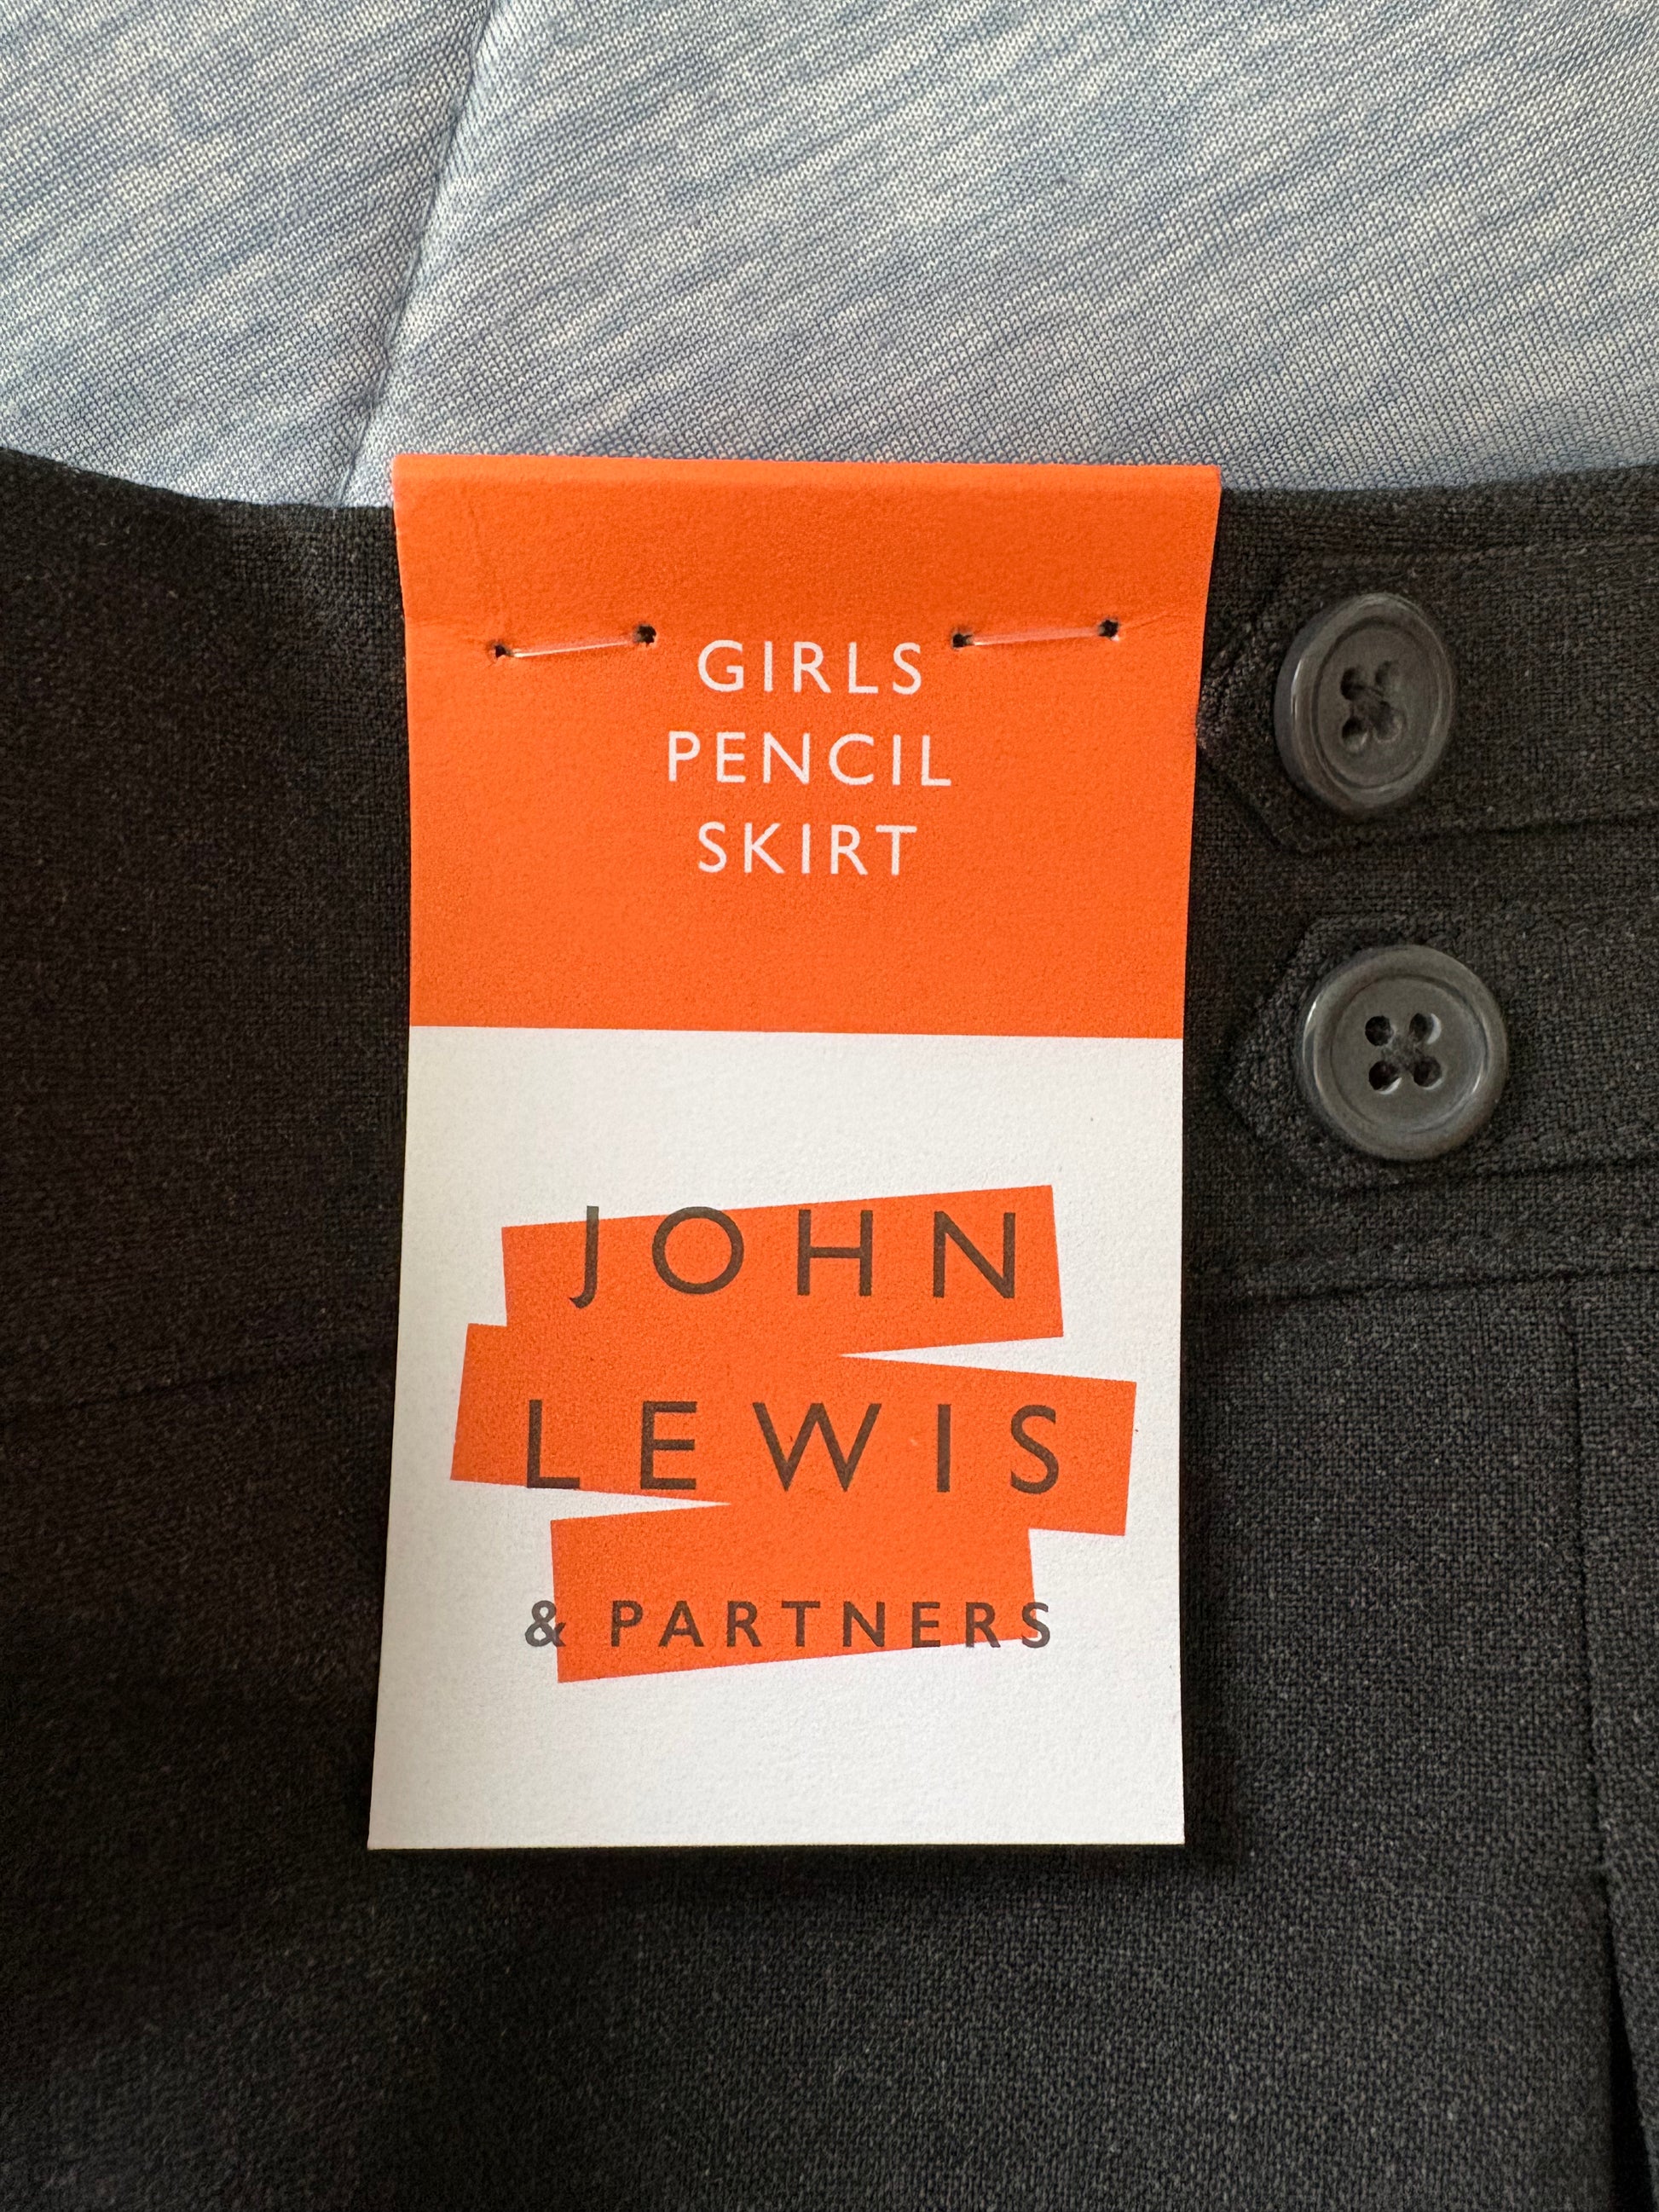 GIRLS
PENCIL
SKIRT
JOHN
LEWIS
& PARTNERS